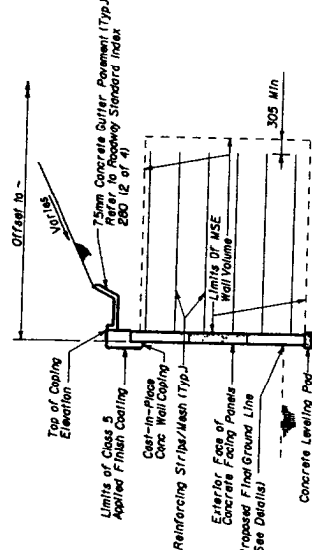 Offset to ~
Varies
75mm Concrete Gutter Pavement (Typ.)
Refer to Roadway Standard Index
280 (2 of 4)
Top of Coping
Elevation
Limits of Class 5
Applied Finish Coating
Cast-in-Place
Conc Wall Coping
305 Min
Limits Of MSE
Wall Volume
Reinforcing Strips/Mesh (Typ.)
Exterior Face of
Concrete Facing Panels
Proposed Final Ground Line
(See Details)
Concrete Leveling Pad